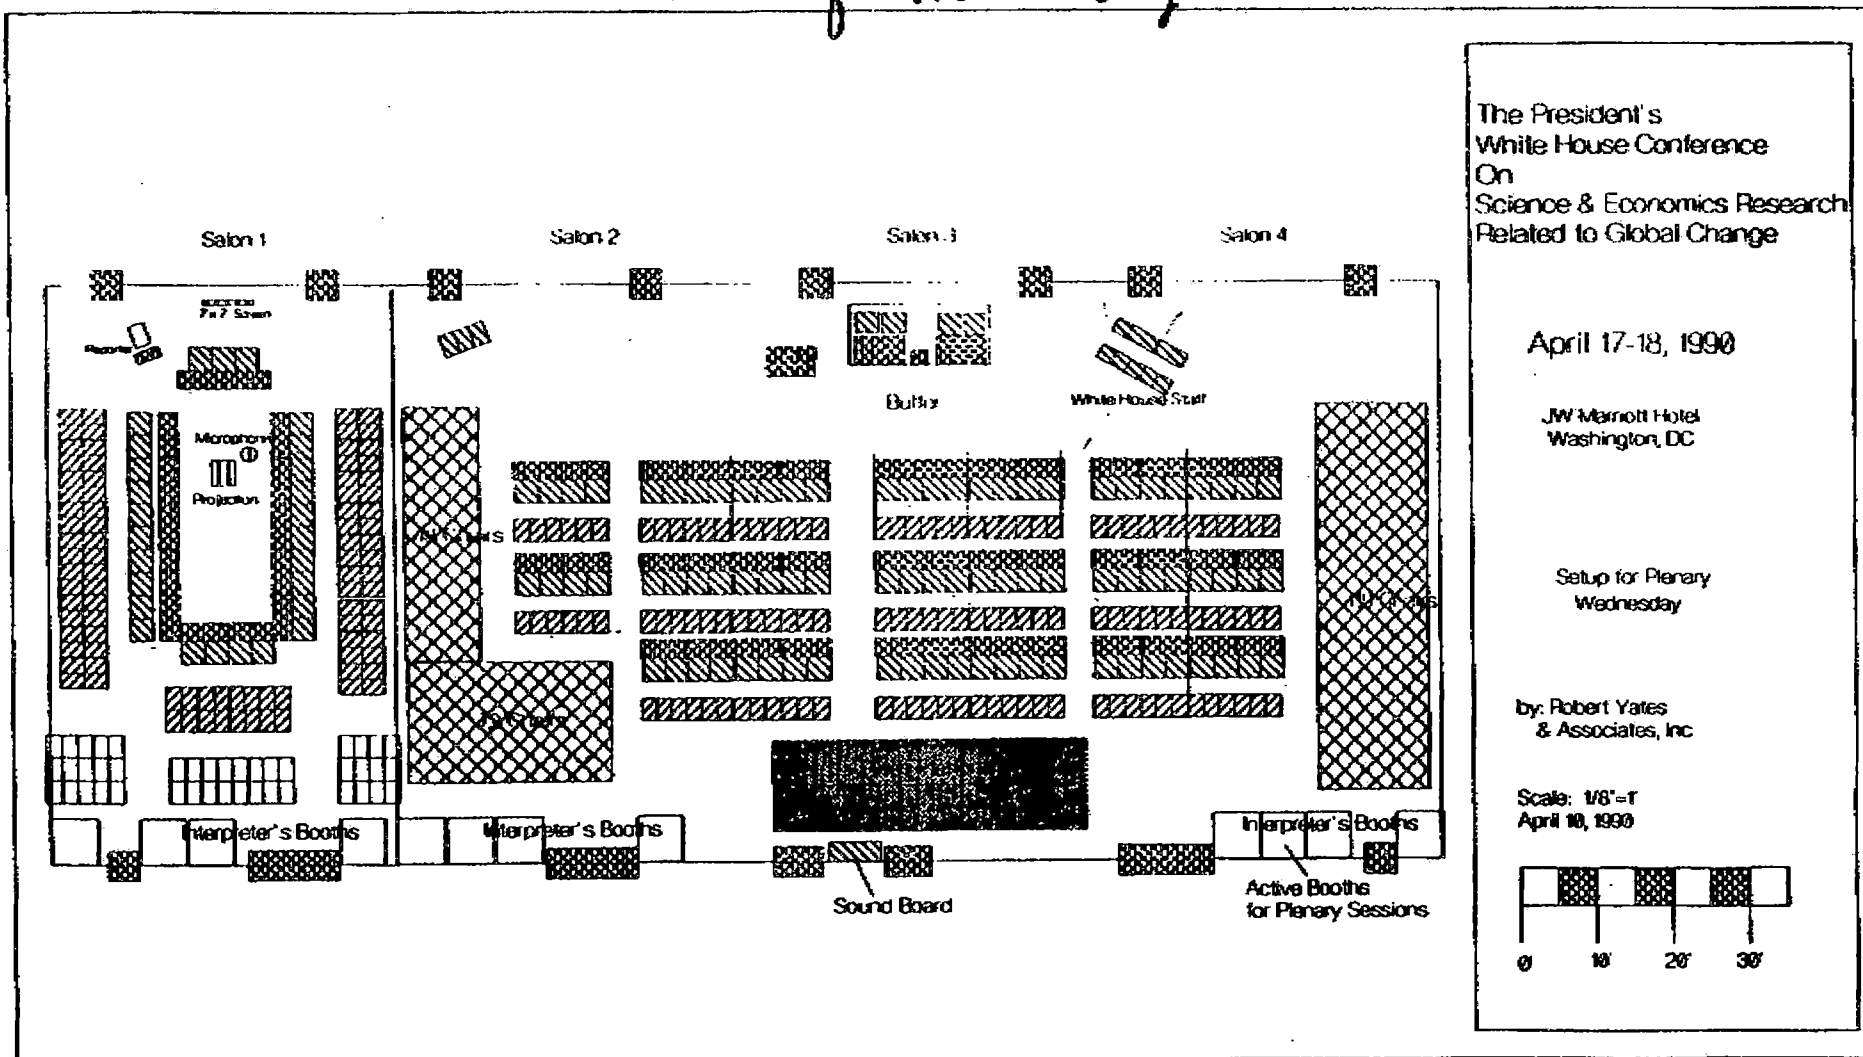 Salon 1
Salon 2
Salon 3
Salon 4
7 x 7 Screen
Microphone
Projection
White House Staff
Interpreter's Booths
Interpreter's Booths
Interpreter's Booths
Sound Board
Active Booths
for Plenary Sessions
The President's
White House Conference
On
Science & Economics Research
Related to Global Change
April 17-18, 1990
JW Marriott Hotel
Washington, DC
Setup for Plenary
Wednesday
by: Robert Yates
& Associates, Inc
Scale: 1/8"=1'
April 10, 1990
0'
10'
20'
30'